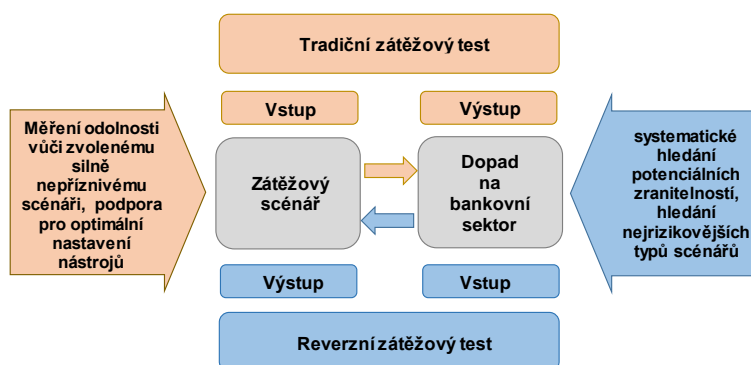 Tradiční zátěžový test
Vstup
Výstup
Měření odolnosti
vůči zvolenému
silně
nepříznivému
scénáři, podpora
pro optimální
nastavení
nástrojů
Zátěžový
scénář
Dopad
na
bankovní
sektor
systematické
hledání
potenciálních
zranitelností,
hledání
nejrizikovějších
typů scénářů
Výstup
Vstup
Reverzní zátěžový test